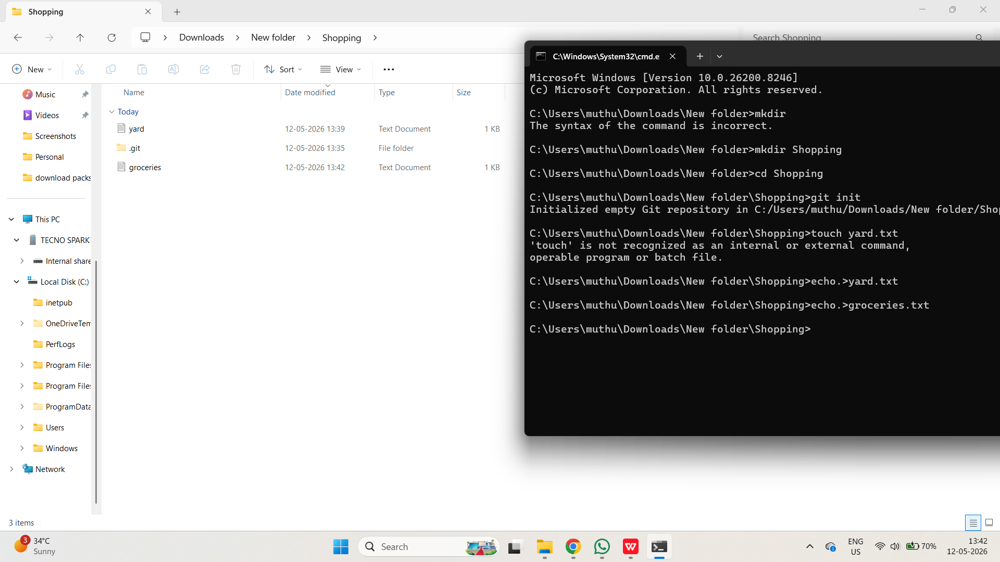 Shopping
Downloads
New folder
Shopping
Search Shopping
New
Sort
View
Name
Date modified
Type
Size
Today
yard
12-05-2026 13:39
Text Document
1 KB
.git
12-05-2026 13:35
File folder
groceries
12-05-2026 13:42
Text Document
1 KB
Music
Videos
Screenshots
Personal
download packs
This PC
TECNO SPARK
Internal share
Local Disk (C:)
inetpub
OneDriveTem
PerfLogs
Program Files
Program Files
ProgramData
Users
Windows
Network
3 items
C:\Windows\System32\cmd.e
Microsoft Windows [Version 10.0.26200.8246]
(c) Microsoft Corporation. All rights reserved.
C:\Users\muthu\Downloads\New folder>mkdir
The syntax of the command is incorrect.
C:\Users\muthu\Downloads\New folder>mkdir Shopping
C:\Users\muthu\Downloads\New folder>cd Shopping
C:\Users\muthu\Downloads\New folder\Shopping>git init
Initialized empty Git repository in C:/Users/muthu/Downloads/New folder/Shop
C:\Users\muthu\Downloads\New folder\Shopping>touch yard.txt
'touch' is not recognized as an internal or external command,
operable program or batch file.
C:\Users\muthu\Downloads\New folder\Shopping>echo.>yard.txt
C:\Users\muthu\Downloads\New folder\Shopping>echo.>groceries.txt
C:\Users\muthu\Downloads\New folder\Shopping>
3
34°C
Sunny
Search
ENG
US
70%
13:42
12-05-2026